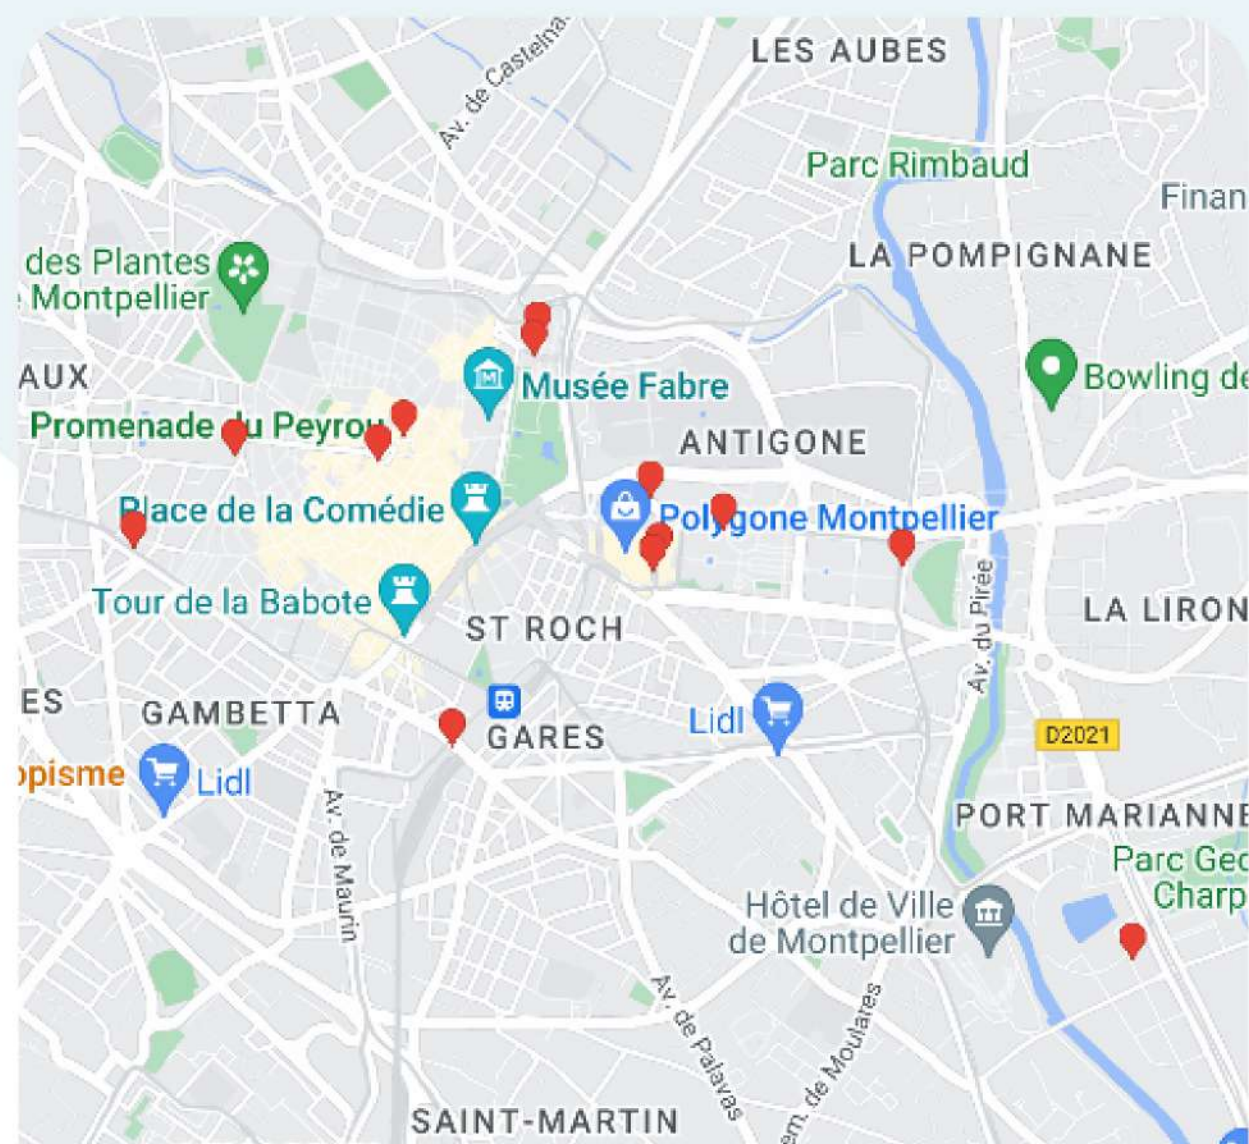 LES AUBES
Av. de Castelna
Parc Rimbaud
Finan
des Plantes
Montpellier
LA POMPIGNANE
AUX
Musée Fabre
Bowling de
Promenade du Peyrou
ANTIGONE
Place de la Comédie
Polygone Montpellier
Tour de la Babote
ST ROCH
Av. du Pirée
LA LIRON
ES
GAMBETTA
GARES
Lidl
D2021
opisme
Lidl
Av. de Maurin
PORT MARIANNE
Parc Geo
Charp
Hôtel de Ville
de Montpellier
Av. de Palavas
em. de Moulares
SAINT-MARTIN